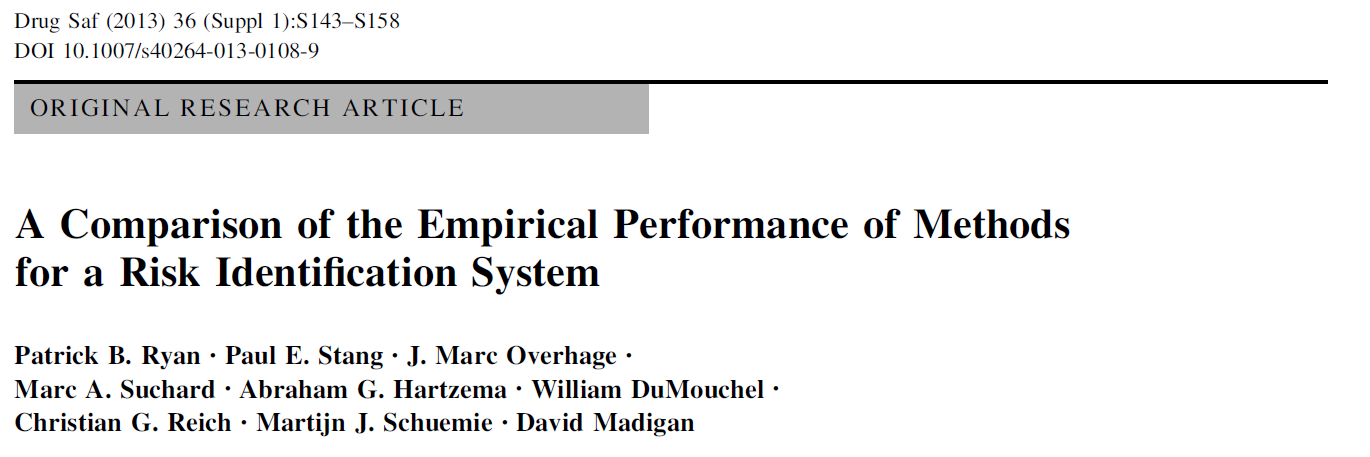 Drug Saf (2013) 36 (Suppl 1):S143–S158
DOI 10.1007/s40264-013-0108-9
ORIGINAL RESEARCH ARTICLE
A Comparison of the Empirical Performance of Methods
for a Risk Identification System
Patrick B. Ryan · Paul E. Stang · J. Marc Overhage ·
Marc A. Suchard · Abraham G. Hartzema · William DuMouchel ·
Christian G. Reich · Martijn J. Schuemie · David Madigan